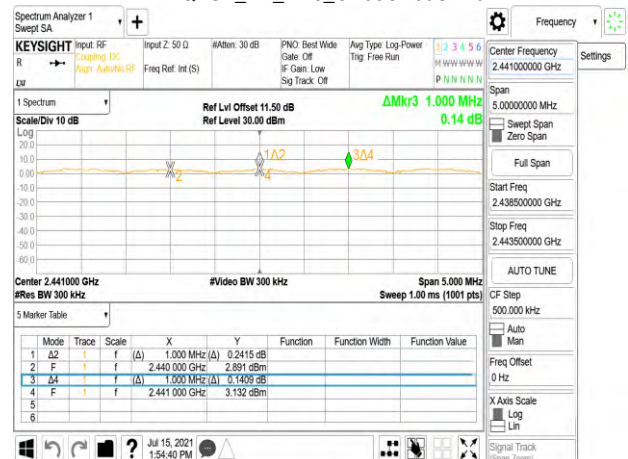 Spectrum Analyzer 1
Swept SA
Frequency
KEYSIGHT
Input: RF
Coupling: DC
Align: Auto/No RF
Input Z: 50 Ω
Freq Ref: Int (S)
#Atten: 30 dB
PNO: Best Wide
Gate: Off
IF Gain: Low
Sig Track: Off
Avg Type: Log-Power
Trig: Free Run
1 2 3 4 5 6
M W W W W W
P N N N N N
R
LXI
Center Frequency
2.441000000 GHz
Settings
Span
5.00000000 MHz
Swept Span
Zero Span
Full Span
Start Freq
2.438500000 GHz
Stop Freq
2.443500000 GHz
AUTO TUNE
CF Step
500.000 kHz
Auto
Man
Freq Offset
0 Hz
X Axis Scale
Log
Lin
Signal Track
(Span Zoom)
1 Spectrum
Scale/Div 10 dB
Ref Lvl Offset 11.50 dB
Ref Level 30.00 dBm
ΔMkr3 1.000 MHz
0.14 dB
Log
20.0
10.0
0.00
-10.0
-20.0
-30.0
-40.0
-50.0
-60.0
1Δ2
3Δ4
2
4
Center 2.441000 GHz
#Res BW 300 kHz
#Video BW 300 kHz
Span 5.000 MHz
Sweep 1.00 ms (1001 pts)
5 Marker Table
Mode Trace Scale X Y Function Function Width Function Value
1 Δ2 1 f (Δ) 1.000 MHz (Δ) 0.2415 dB
2 F 1 f 2.440 000 GHz 2.891 dBm
3 Δ4 1 f (Δ) 1.000 MHz (Δ) 0.1409 dB
4 F 1 f 2.441 000 GHz 3.132 dBm
5
6
?
Jul 15, 2021
1:54:40 PM